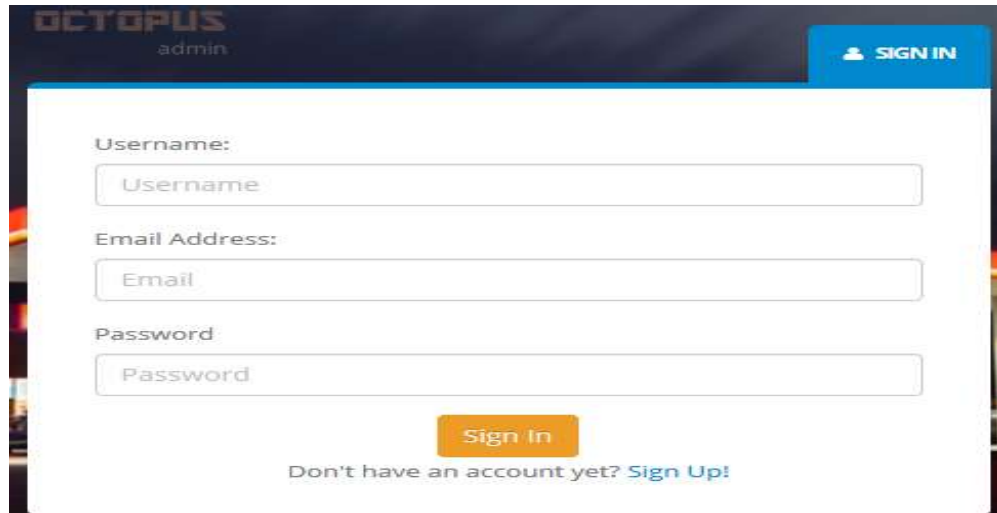 OCTOPUS
admin
SIGN IN
Username:
Username
Email Address:
Email
Password
Password
Sign In
Don't have an account yet? Sign Up!